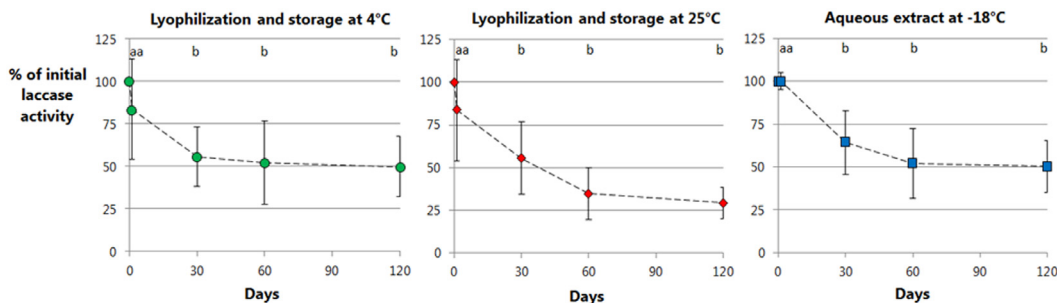 Lyophilization and storage at 4°C
Lyophilization and storage at 25°C
Aqueous extract at -18°C
% of initial
laccase
activity
125
100
75
50
25
0
aa b b b
0 30 60 90 120
Days
125
100
75
50
25
0
aa b b b
0 30 60 90 120
Days
125
100
75
50
25
0
aa b b b
0 30 60 90 120
Days